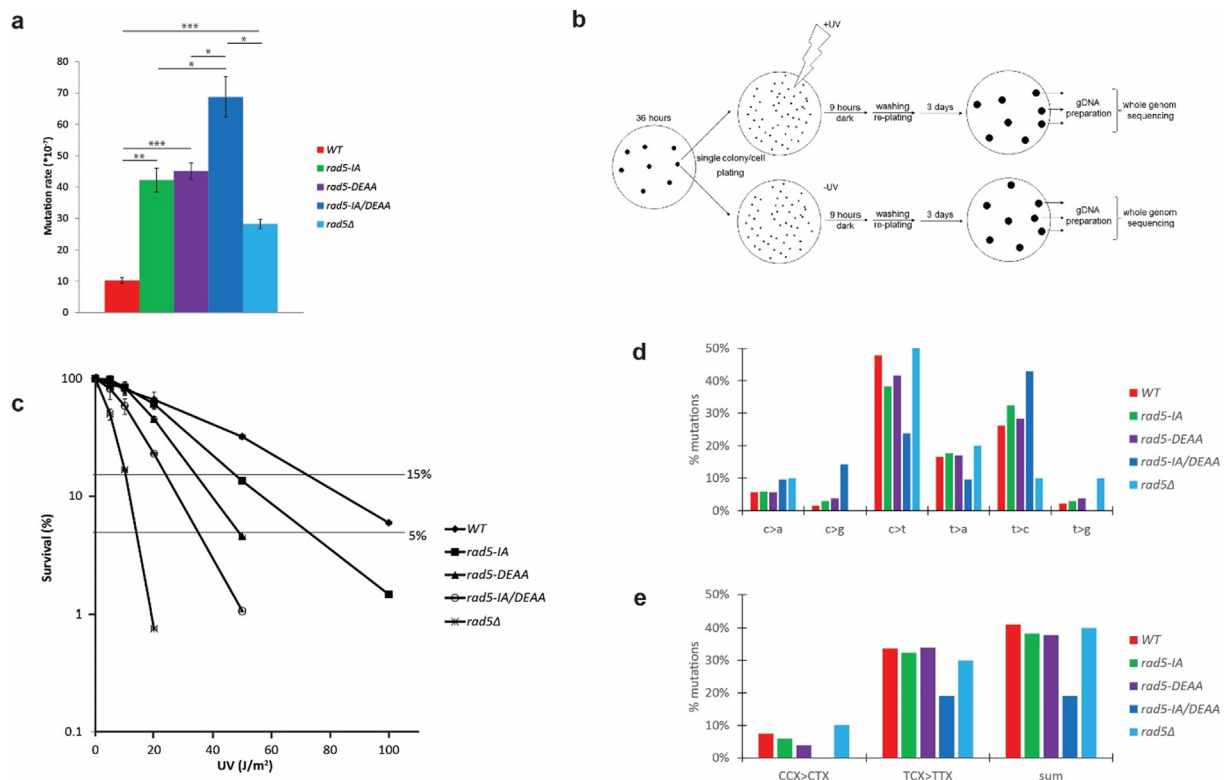 a
***
*
*
*
***
**
80
70
60
50
40
30
20
10
0
Mutation rate (*10⁻⁷)
WT
rad5-IA
rad5-DEAA
rad5-IA/DEAA
rad5Δ
b
+UV
36 hours
single colony/cell
plating
9 hours
dark
washing
re-plating
3 days
gDNA
preparation
whole genom
sequencing
-UV
9 hours
dark
washing
re-plating
3 days
gDNA
preparation
whole genom
sequencing
c
100
10
1
0.1
Survival (%)
15%
5%
0 20 40 60 80 100
UV (J/m²)
WT
rad5-IA
rad5-DEAA
rad5-IA/DEAA
rad5Δ
d
50%
40%
30%
20%
10%
0%
% mutations
c>a c>g c>t t>a t>c t>g
WT
rad5-IA
rad5-DEAA
rad5-IA/DEAA
rad5Δ
e
50%
40%
30%
20%
10%
0%
% mutations
CCX>CTX TCX>TTX sum
WT
rad5-IA
rad5-DEAA
rad5-IA/DEAA
rad5Δ